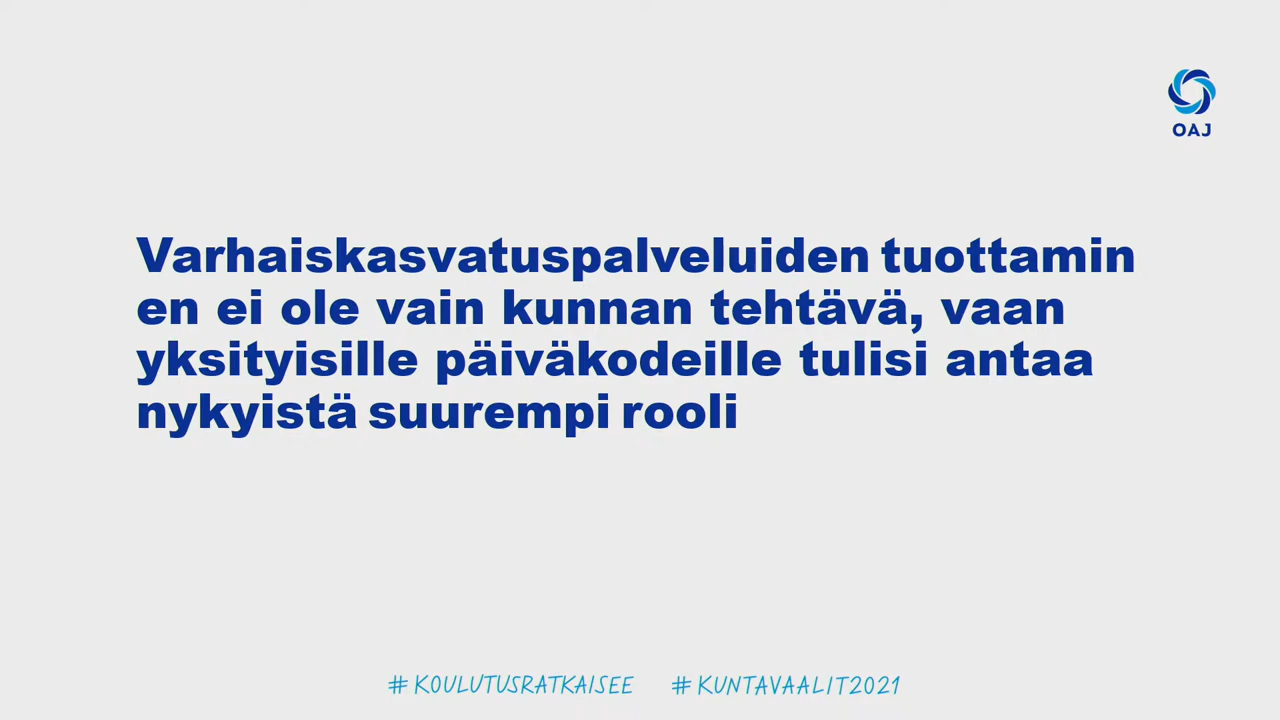 OAJ
Varhaiskasvatuspalveluiden tuottamin
en ei ole vain kunnan tehtävä, vaan
yksityisille päiväkodeille tulisi antaa
nykyistä suurempi rooli
#KOULUTUSRATKAISEE #KUNTAVAALIT2021